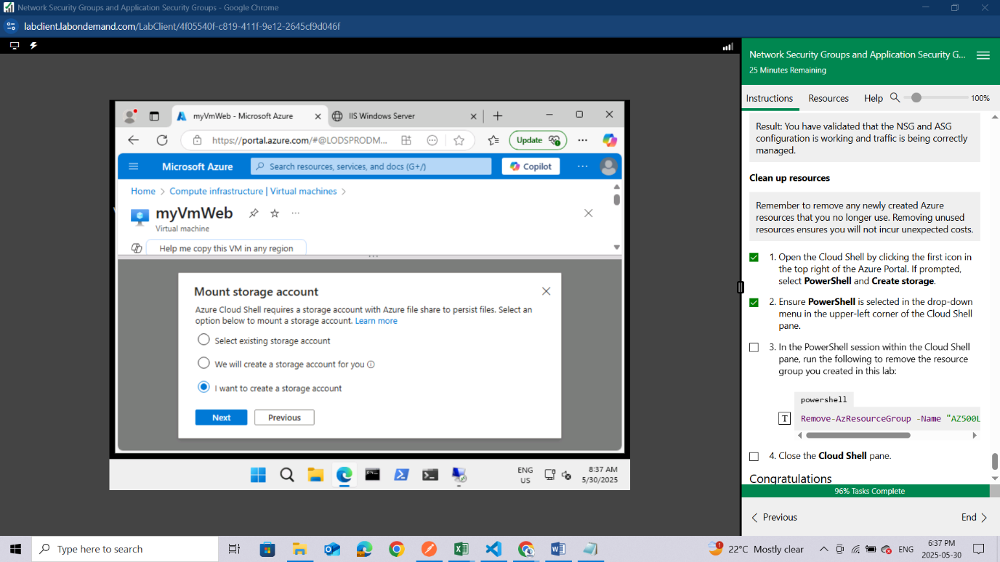 Network Security Groups and Application Security Groups - Google Chrome
labclient.labondemand.com/LabClient/4f05540f-c819-411f-9e12-2645cf9d046f
myVmWeb - Microsoft Azure
IIS Windows Server
https://portal.azure.com/#@LODSPRODM...
Update
Microsoft Azure
Search resources, services, and docs (G+/)
Copilot
Home > Compute infrastructure | Virtual machines >
myVmWeb
Virtual machine
Help me copy this VM in any region
Mount storage account
Azure Cloud Shell requires a storage account with Azure file share to persist files. Select an
option below to mount a storage account. Learn more
Select existing storage account
We will create a storage account for you
I want to create a storage account
Next
Previous
ENG
US
8:37 AM
5/30/2025
Network Security Groups and Application Security G...
25 Minutes Remaining
Instructions
Resources
Help
100%
Result: You have validated that the NSG and ASG
configuration is working and traffic is being correctly
managed.
Clean up resources
Remember to remove any newly created Azure
resources that you no longer use. Removing unused
resources ensures you will not incur unexpected costs.
1. Open the Cloud Shell by clicking the first icon in
the top right of the Azure Portal. If prompted,
select PowerShell and Create storage.
2. Ensure PowerShell is selected in the drop-down
menu in the upper-left corner of the Cloud Shell
pane.
3. In the PowerShell session within the Cloud Shell
pane, run the following to remove the resource
group you created in this lab:
powershell
T
Remove-AzResourceGroup -Name "AZ500L
4. Close the Cloud Shell pane.
Congratulations
96% Tasks Complete
< Previous
End >
Type here to search
1
22°C Mostly clear
ENG
6:37 PM
2025-05-30